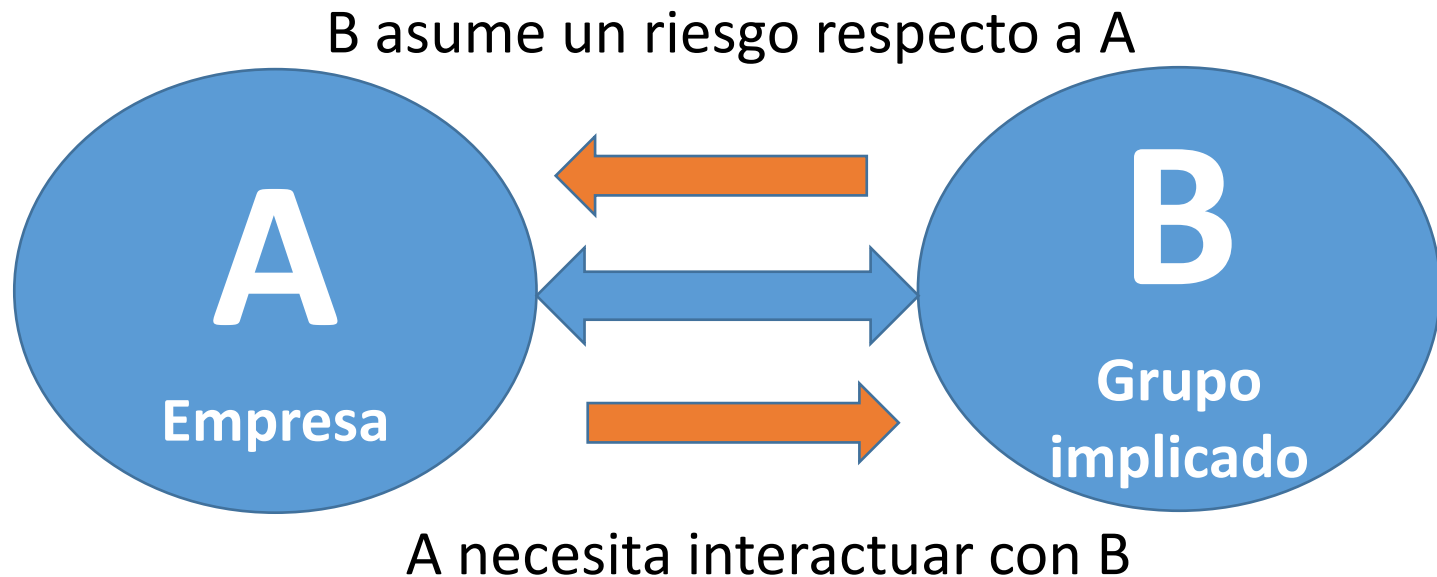 B asume un riesgo respecto a A
A
Empresa
B
Grupo
implicado
A necesita interactuar con B